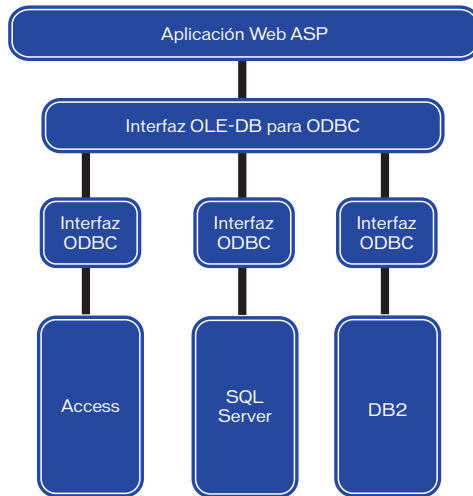 Aplicación Web ASP
Interfaz OLE-DB para ODBC
Interfaz
ODBC
Interfaz
ODBC
Interfaz
ODBC
Access
SQL
Server
DB2